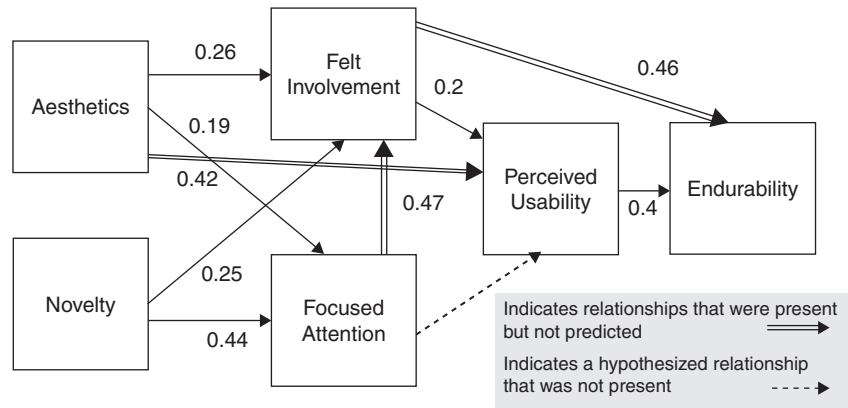 Aesthetics
0.26
Felt
Involvement
0.46
0.2
0.19
0.42
Perceived
Usability
Endurability
0.47
0.4
Novelty
0.25
0.44
Focused
Attention
Indicates relationships that were present
but not predicted
Indicates a hypothesized relationship
that was not present